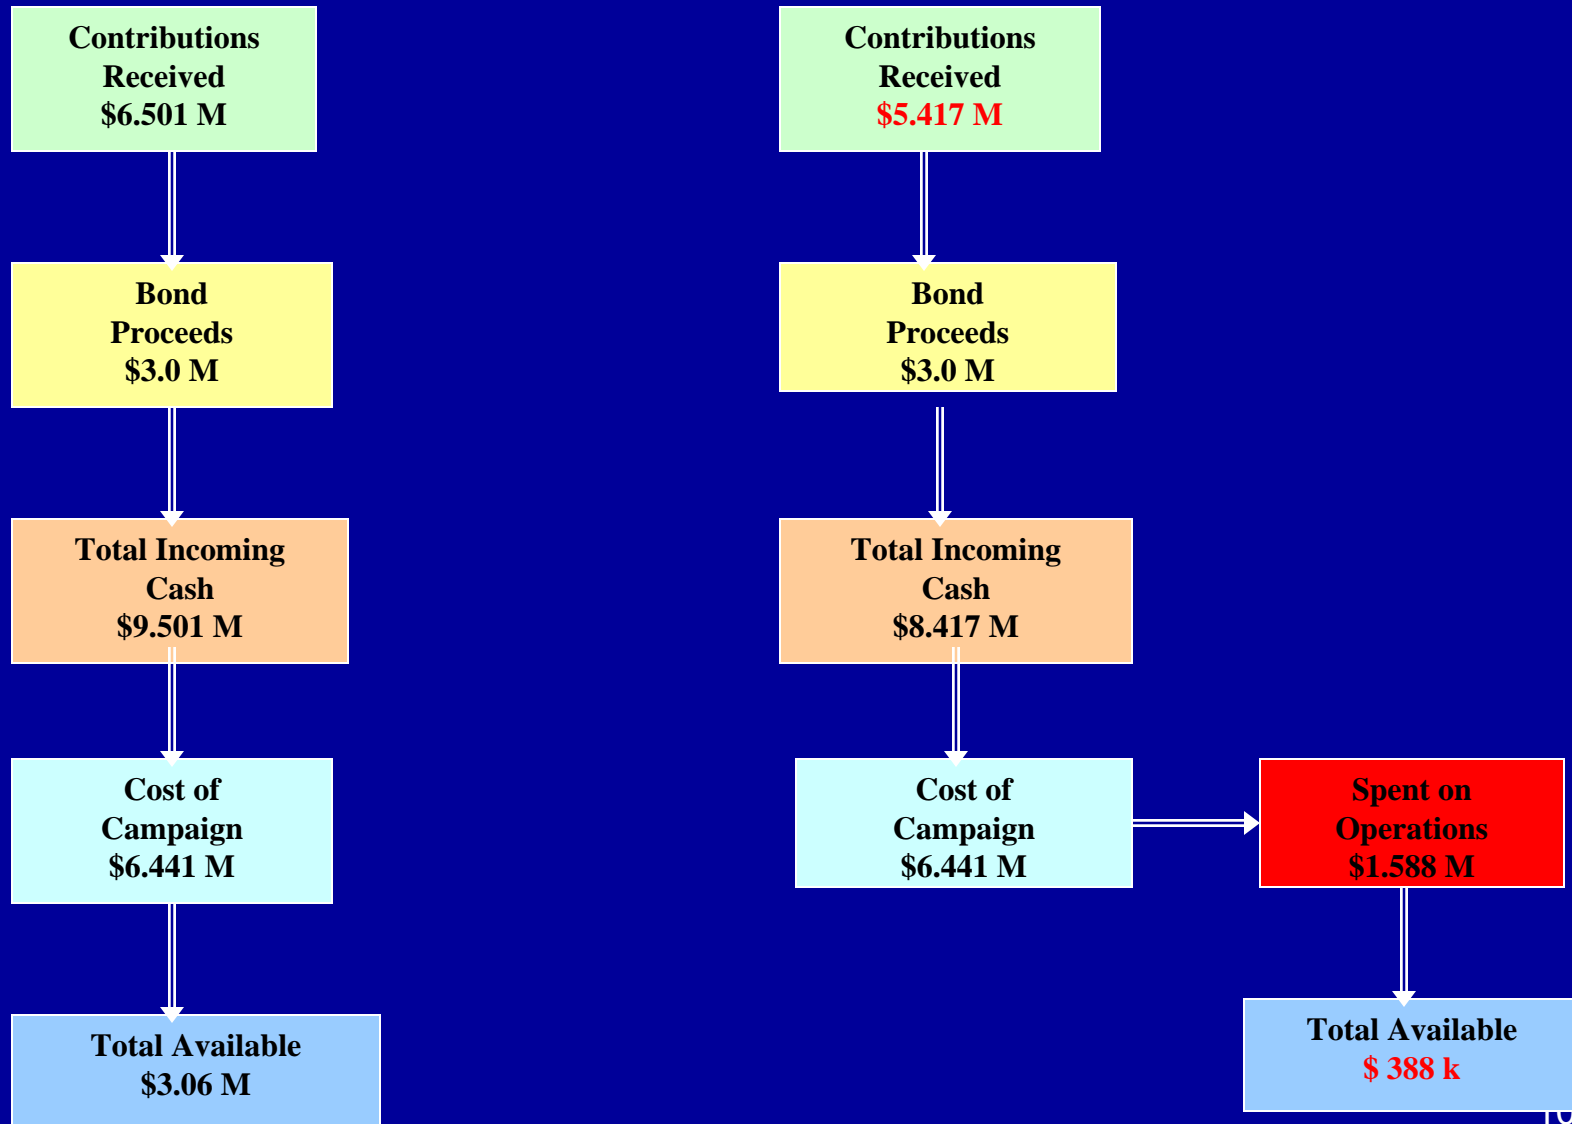 Contributions
Received
$6.501 M
Bond
Proceeds
$3.0 M
Total Incoming
Cash
$9.501 M
Cost of
Campaign
$6.441 M
Total Available
$3.06 M
Contributions
Received
$5.417 M
Bond
Proceeds
$3.0 M
Total Incoming
Cash
$8.417 M
Cost of
Campaign
$6.441 M
Spent on
Operations
$1.588 M
Total Available
$ 388 k